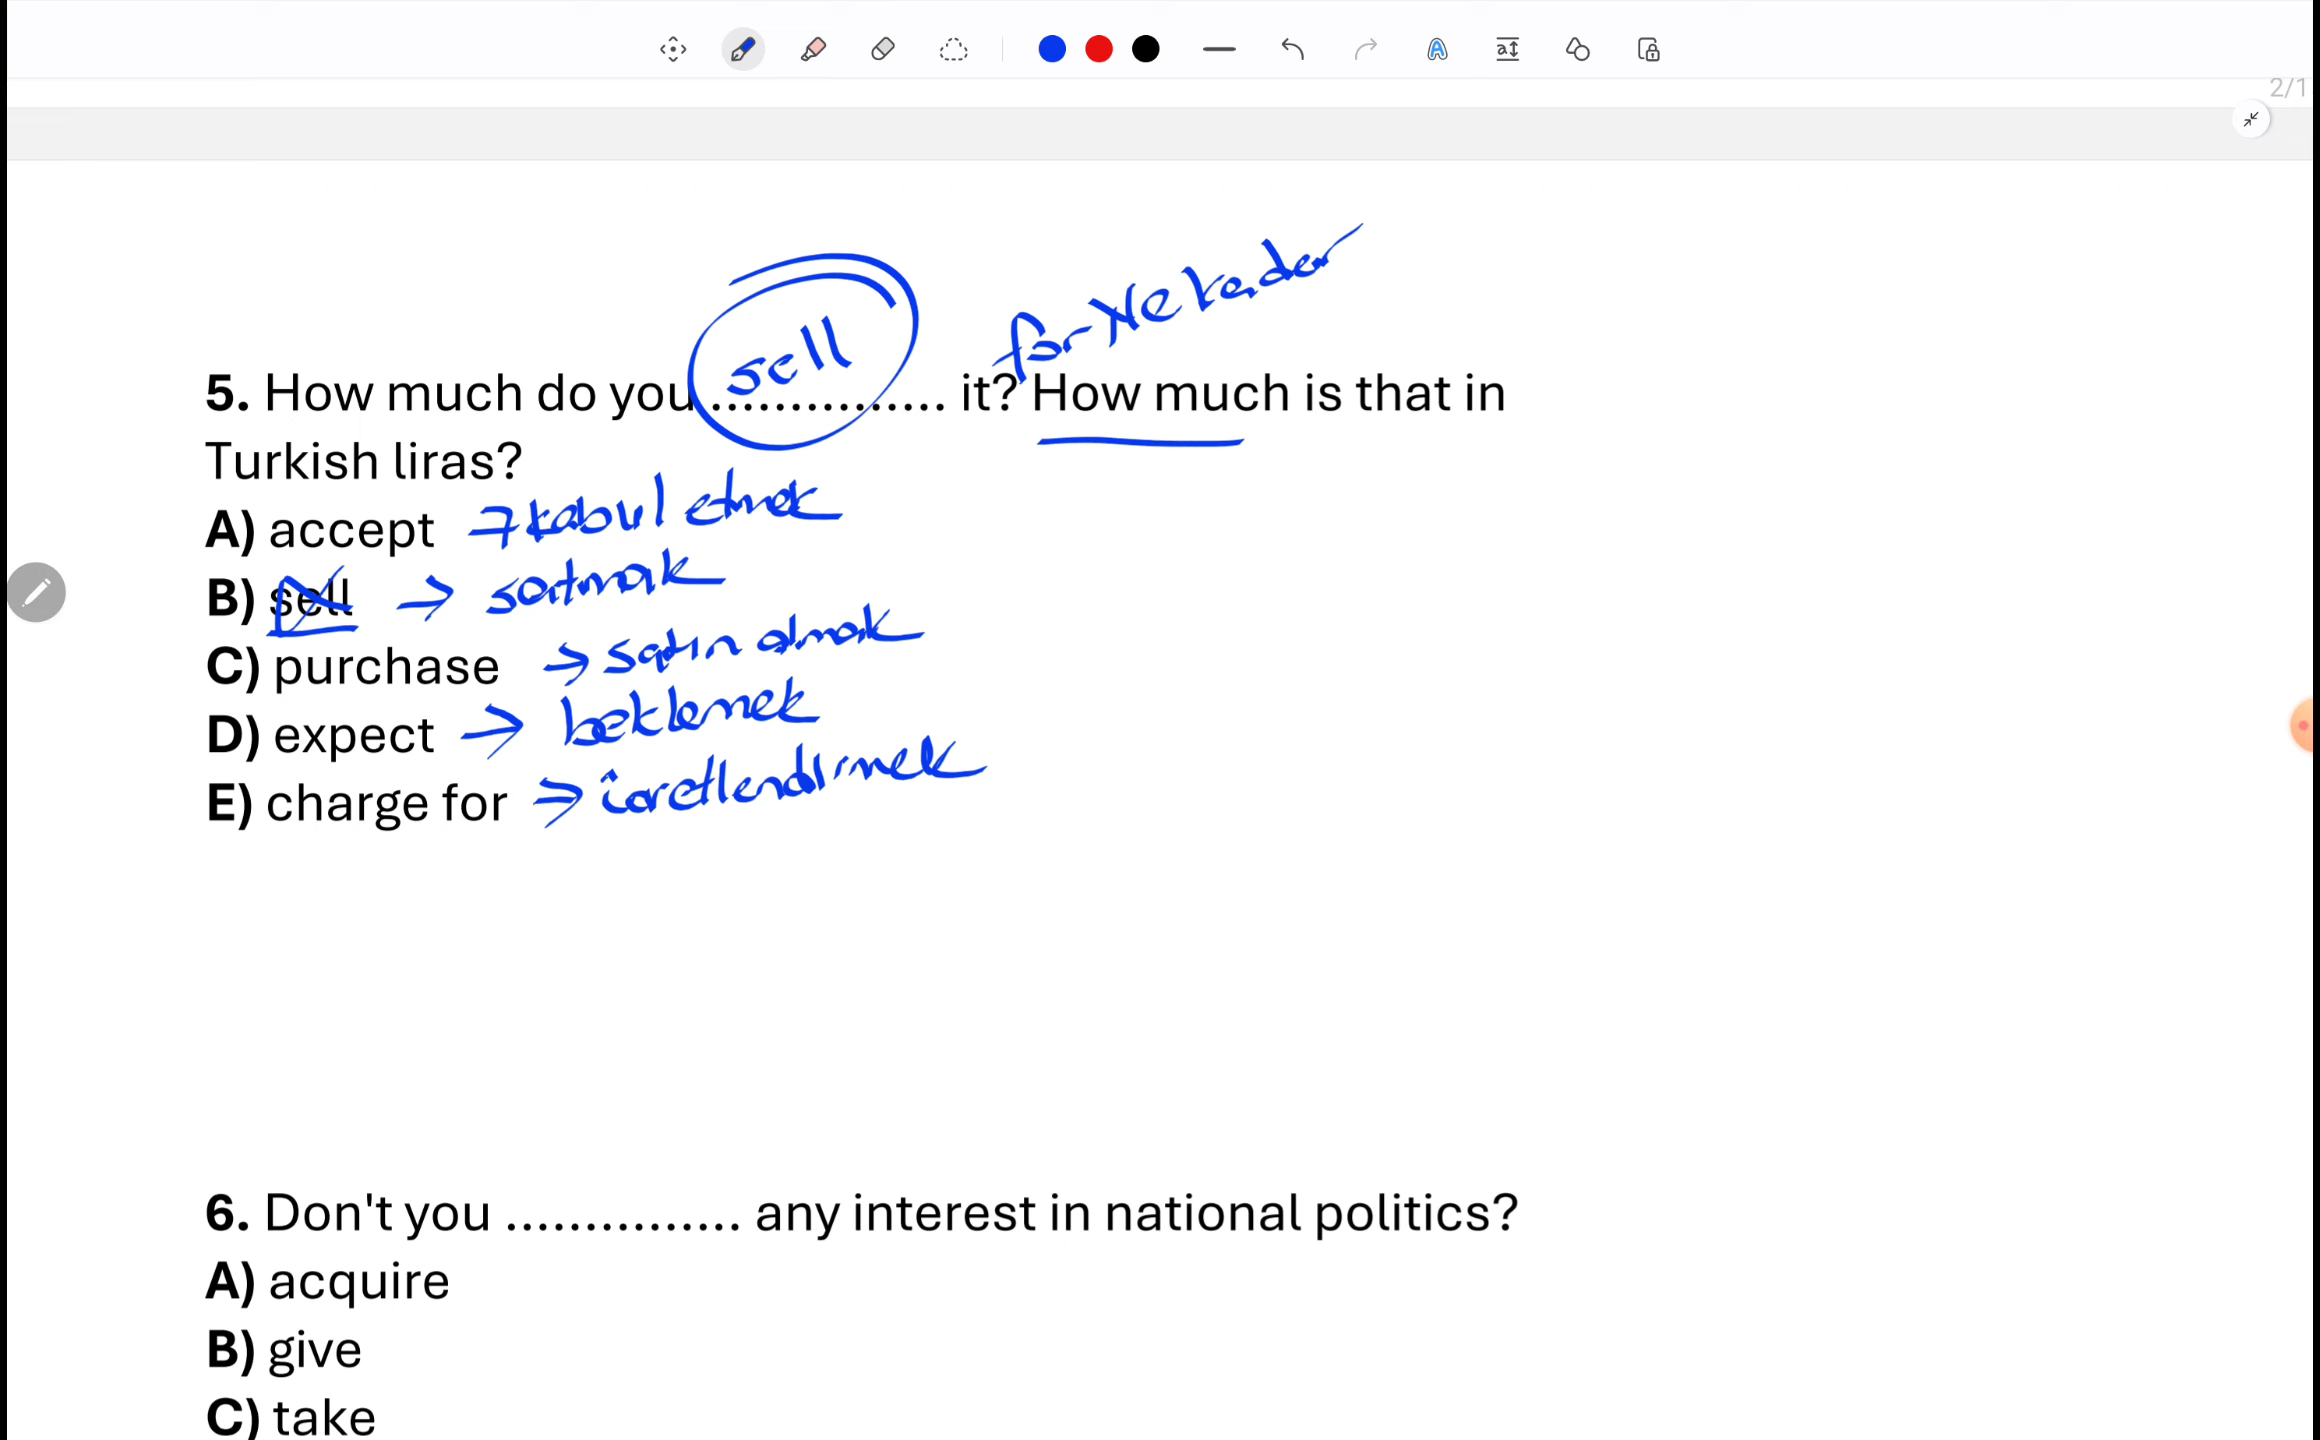 2/1
sell for Ne kadar
5. How much do you ............... it? How much is that in
Turkish liras?
A) accept → kabul etmek
B) sell → satmak
C) purchase → satın almak
D) expect → beklemek
E) charge for → ücretlendirmek
6. Don't you ............... any interest in national politics?
A) acquire
B) give
C) take